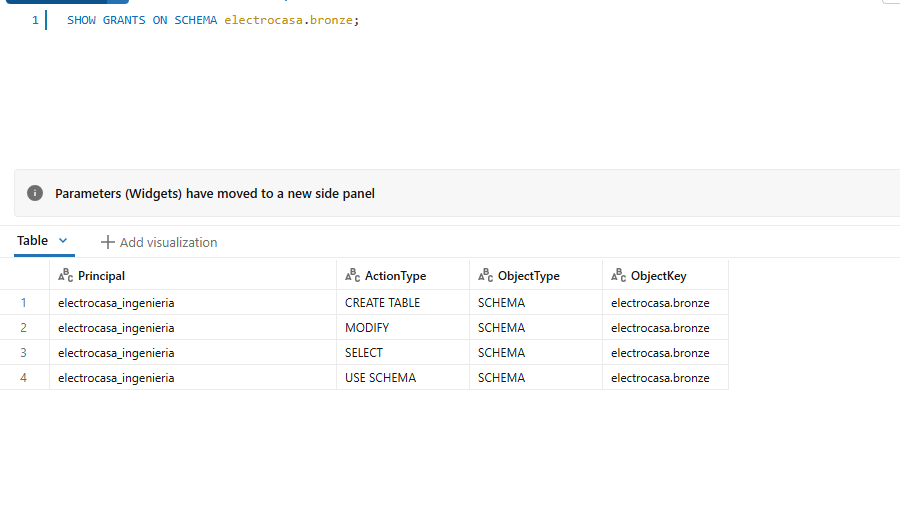 1 SHOW GRANTS ON SCHEMA electrocasa.bronze;
Parameters (Widgets) have moved to a new side panel
Table Add visualization
Principal ActionType ObjectType ObjectKey
1 electrocasa_ingenieria CREATE TABLE SCHEMA electrocasa.bronze
2 electrocasa_ingenieria MODIFY SCHEMA electrocasa.bronze
3 electrocasa_ingenieria SELECT SCHEMA electrocasa.bronze
4 electrocasa_ingenieria USE SCHEMA SCHEMA electrocasa.bronze